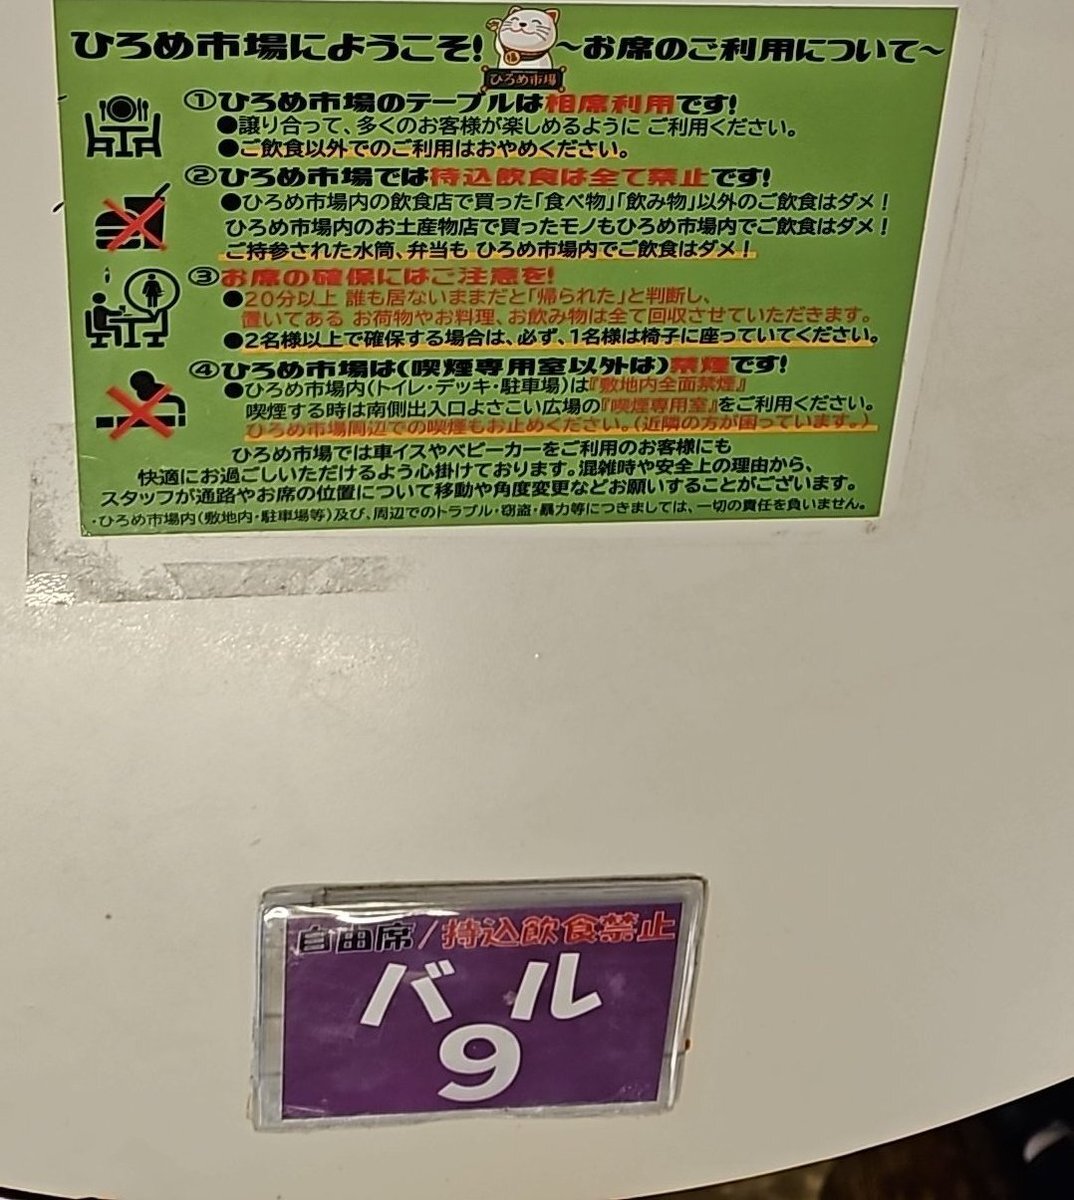 ひろめ市場にようこそ! ～お席のご利用について～
ひろめ市場
①ひろめ市場のテーブルは相席利用です!
●譲り合って、多くのお客様が楽しめるように ご利用ください。
●ご飲食以外でのご利用はおやめください。
②ひろめ市場では持込飲食は全て禁止です!
●ひろめ市場内の飲食店で買った「食べ物」「飲み物」以外のご飲食はダメ！
ひろめ市場内のお土産物店で買ったモノもひろめ市場内でご飲食はダメ！
ご持参された水筒、弁当も ひろめ市場内でご飲食はダメ！
③お席の確保にはご注意を!
●20分以上 誰も居ないままだと「帰られた」と判断し、
置いてある お荷物やお料理、お飲み物は全て回収させていただきます。
●2名様以上で確保する場合は、必ず、1名様は椅子に座っていてください。
④ひろめ市場は(喫煙専用室以外は)禁煙です!
●ひろめ市場内(トイレ・デッキ・駐車場)は『敷地内全面禁煙』
喫煙する時は南側出入口よさこい広場の『喫煙専用室』をご利用ください。
ひろめ市場周辺での喫煙もお止めください。(近隣の方が困っています。)
ひろめ市場では車イスやベビーカーをご利用のお客様にも
快適にお過ごしいただけるよう心掛けております。混雑時や安全上の理由から、
スタッフが通路やお席の位置について移動や角度変更などお願いすることがございます。
・ひろめ市場内(敷地内・駐車場等)及び、周辺でのトラブル・窃盗・暴力等につきましては、一切の責任を負いません。
自由席/持込飲食禁止
バル
9